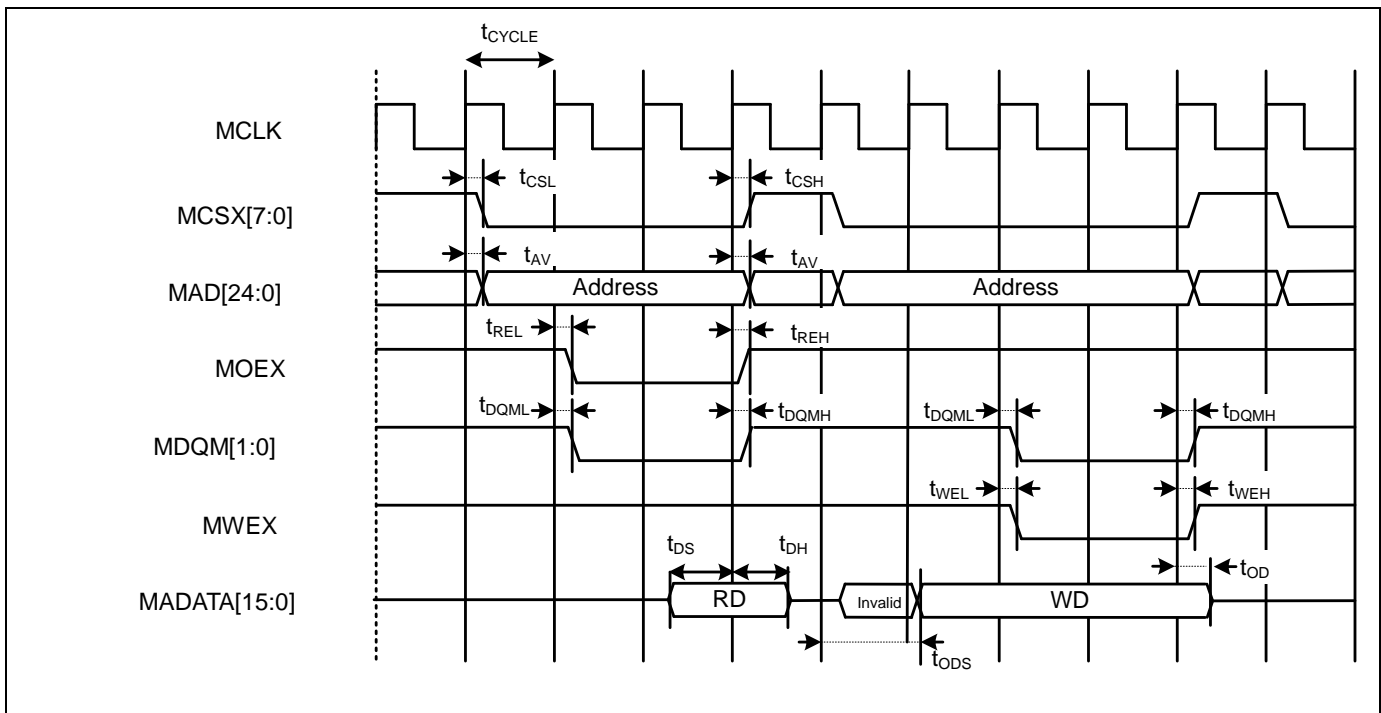 tCYCLE
MCLK
tCSL
tCSH
MCSX[7:0]
tAV
tAV
MAD[24:0]
Address
Address
tREL
tREH
MOEX
tDQML
tDQMH
tDQML
tDQMH
MDQM[1:0]
tWEL
tWEH
MWEX
tDS
tDH
tOD
MADATA[15:0]
RD
Invalid
WD
tODS